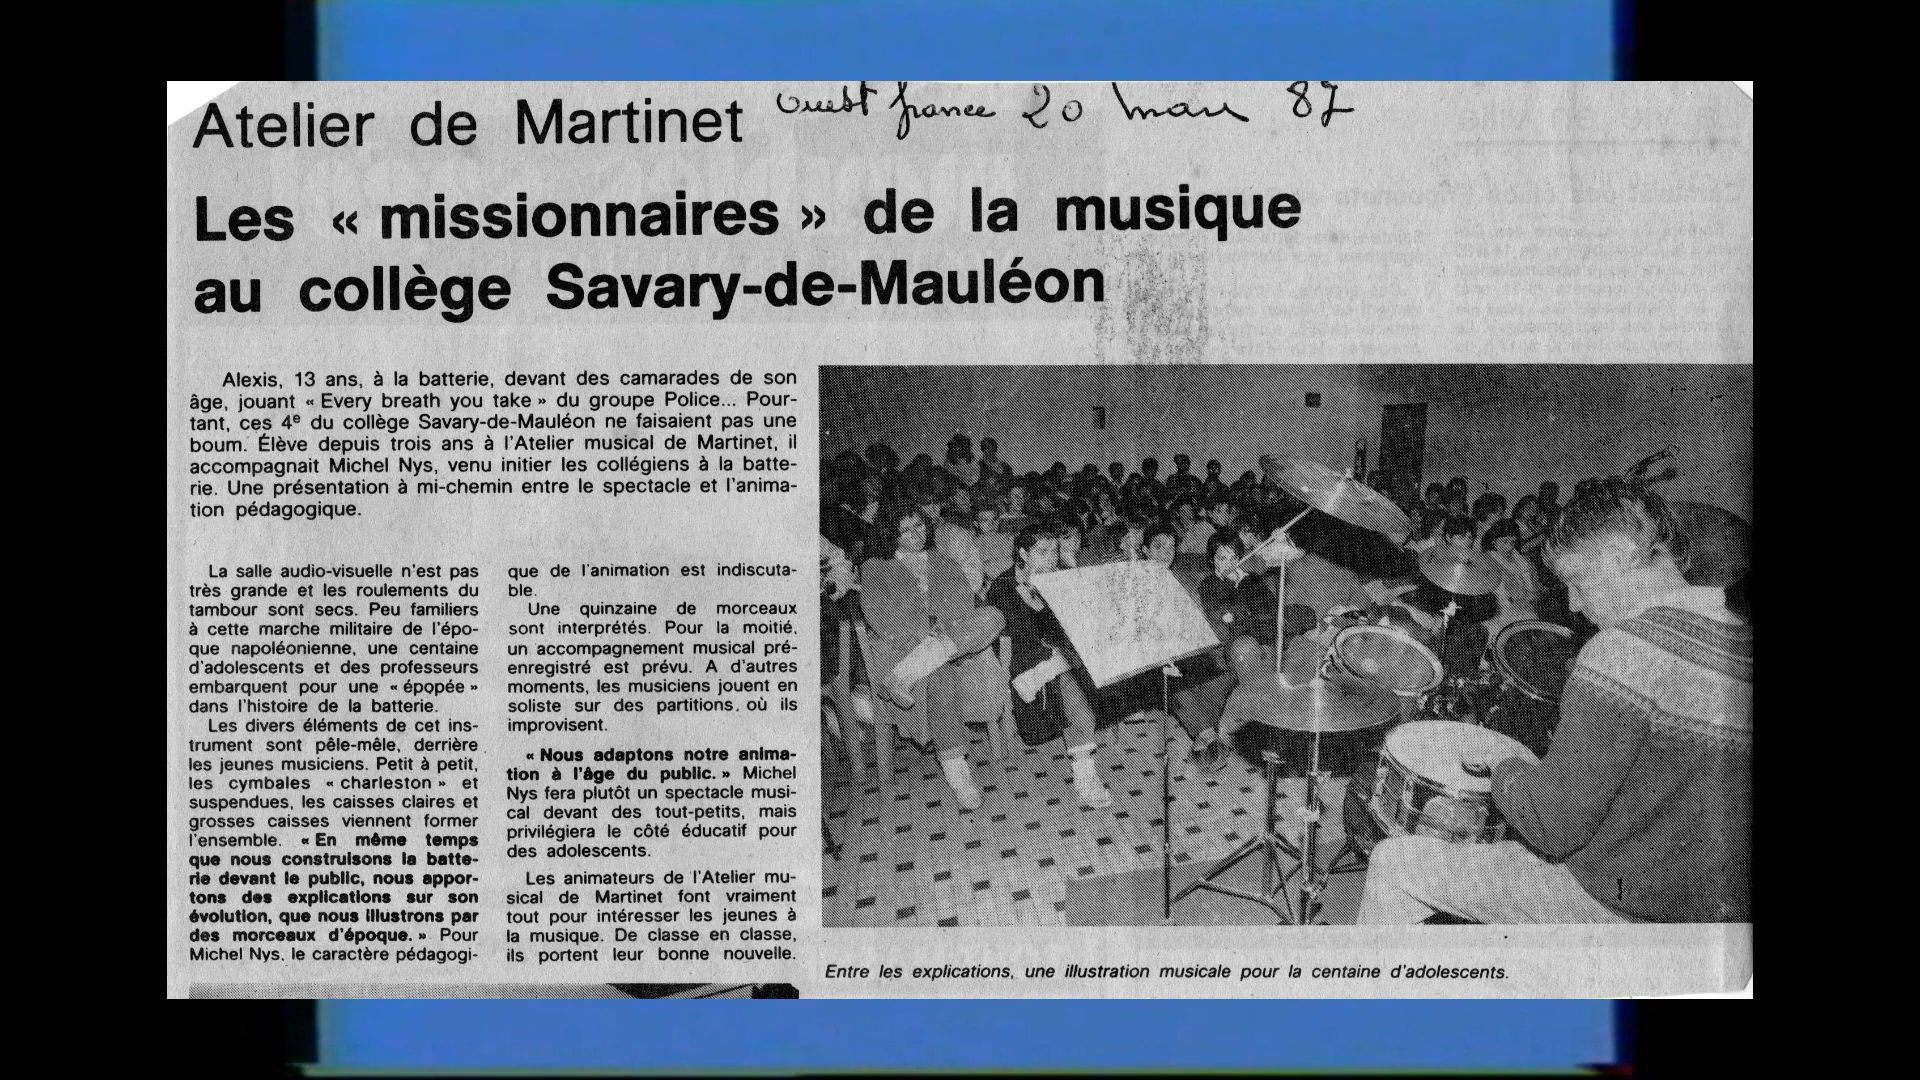 Atelier de Martinet
Ouest france 20 mars 87
Les « missionnaires » de la musique
au collège Savary-de-Mauléon
Alexis, 13 ans, à la batterie, devant des camarades de son
âge, jouant « Every breath you take » du groupe Police... Pour-
tant, ces 4e du collège Savary-de-Mauléon ne faisaient pas une
boum. Élève depuis trois ans à l'Atelier musical de Martinet, il
accompagnait Michel Nys, venu initier les collégiens à la batte-
rie. Une présentation à mi-chemin entre le spectacle et l'anima-
tion pédagogique.
La salle audio-visuelle n'est pas
très grande et les roulements du
tambour sont secs. Peu familiers
à cette marche militaire de l'épo-
que napoléonienne, une centaine
d'adolescents et des professeurs
embarquent pour une « épopée »
dans l'histoire de la batterie.
Les divers éléments de cet ins-
trument sont pêle-mêle, derrière
les jeunes musiciens. Petit à petit,
les cymbales « charleston » et
suspendues, les caisses claires et
grosses caisses viennent former
l'ensemble. « En même temps
que nous construisons la batte-
rie devant le public, nous appor-
tons des explications sur son
évolution, que nous illustrons par
des morceaux d'époque. » Pour
Michel Nys, le caractère pédagogi-
que de l'animation est indiscuta-
ble.
Une quinzaine de morceaux
sont interprétés. Pour la moitié,
un accompagnement musical pré-
enregistré est prévu. A d'autres
moments, les musiciens jouent en
soliste sur des partitions, où ils
improvisent.
« Nous adaptons notre anima-
tion à l'âge du public. » Michel
Nys fera plutôt un spectacle musi-
cal devant des tout-petits, mais
privilégiera le côté éducatif pour
des adolescents.
Les animateurs de l'Atelier mu-
sical de Martinet font vraiment
tout pour intéresser les jeunes à
la musique. De classe en classe,
ils portent leur bonne nouvelle.
Entre les explications, une illustration musicale pour la centaine d'adolescents.